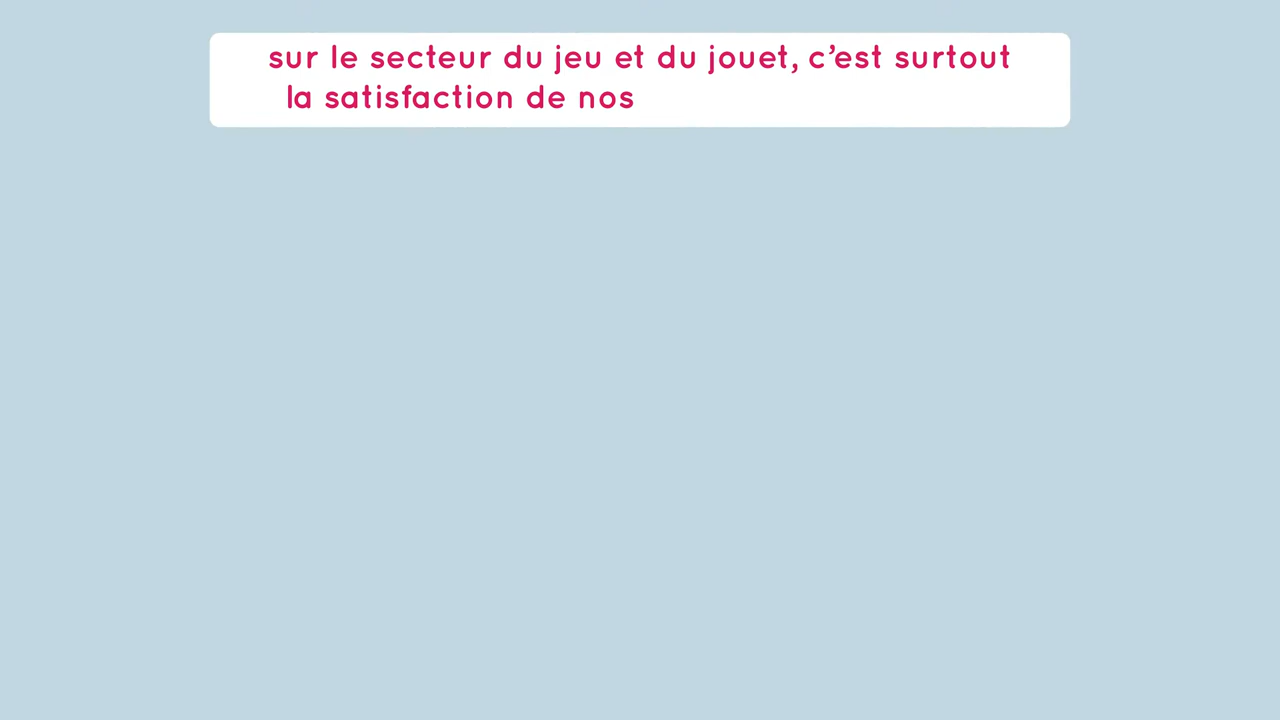 sur le secteur du jeu et du jouet, c’est surtout
la satisfaction de nos